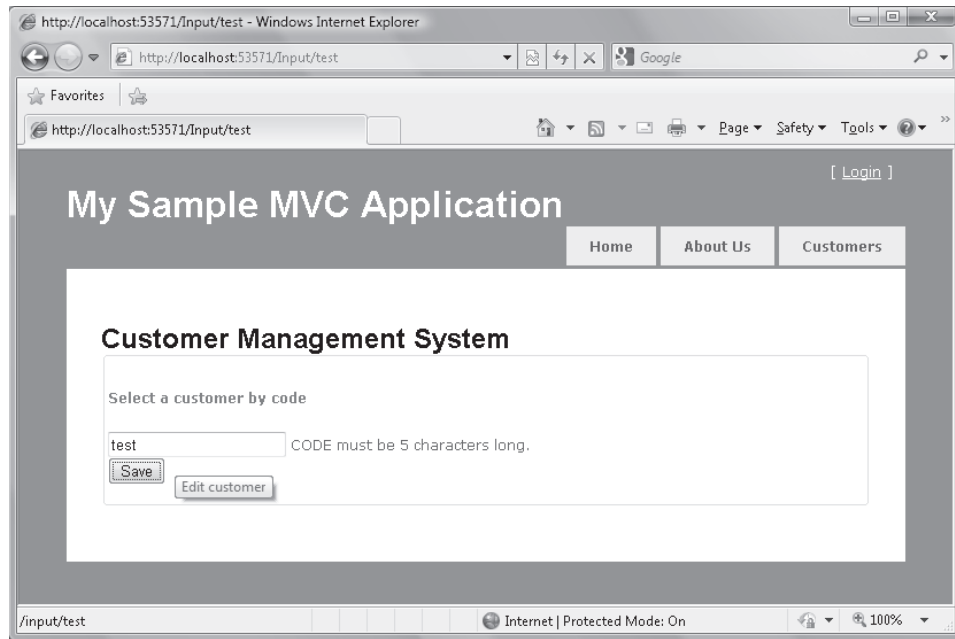 http://localhost:53571/Input/test - Windows Internet Explorer
http://localhost:53571/Input/test
Google
Favorites
http://localhost:53571/Input/test
Page Safety Tools
[ Login ]
My Sample MVC Application
Home About Us Customers
Customer Management System
Select a customer by code
test CODE must be 5 characters long.
Save
Edit customer
/input/test Internet | Protected Mode: On 100%